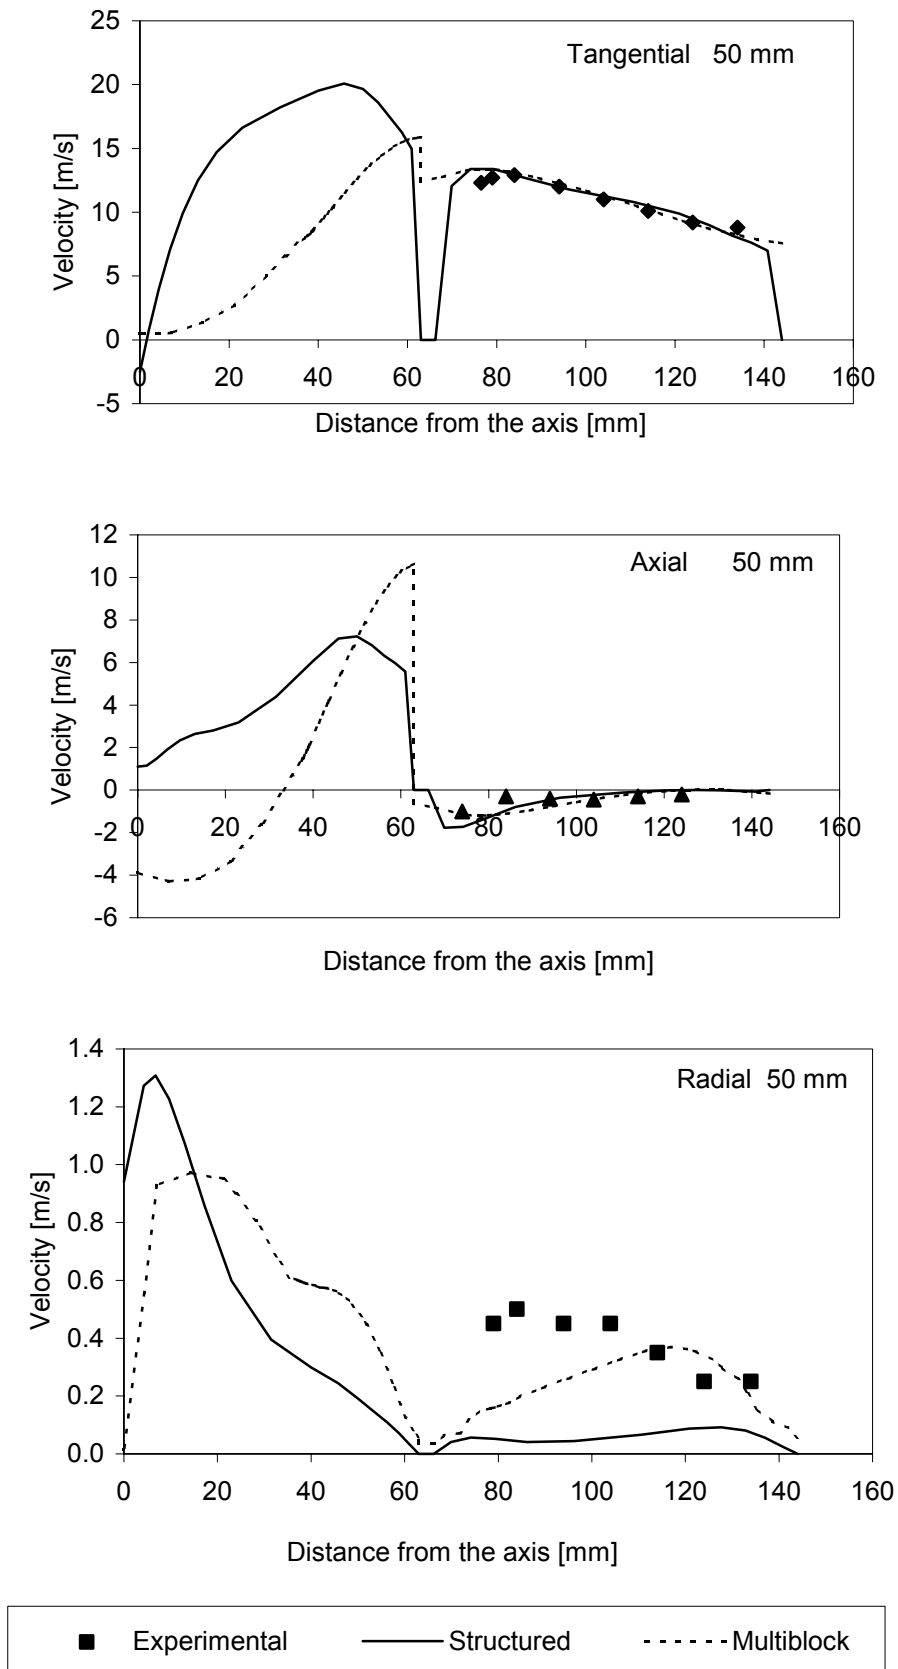 25
Tangential 50 mm
20
15
10
5
0
-5
Velocity [m/s]
0 20 40 60 80 100 120 140 160
Distance from the axis [mm]
12
Axial 50 mm
10
8
6
4
2
0
-2
-4
-6
Velocity [m/s]
0 20 40 60 80 100 120 140 160
Distance from the axis [mm]
1.4
Radial 50 mm
1.2
1.0
0.8
0.6
0.4
0.2
0.0
Velocity [m/s]
0 20 40 60 80 100 120 140 160
Distance from the axis [mm]
Experimental Structured Multiblock